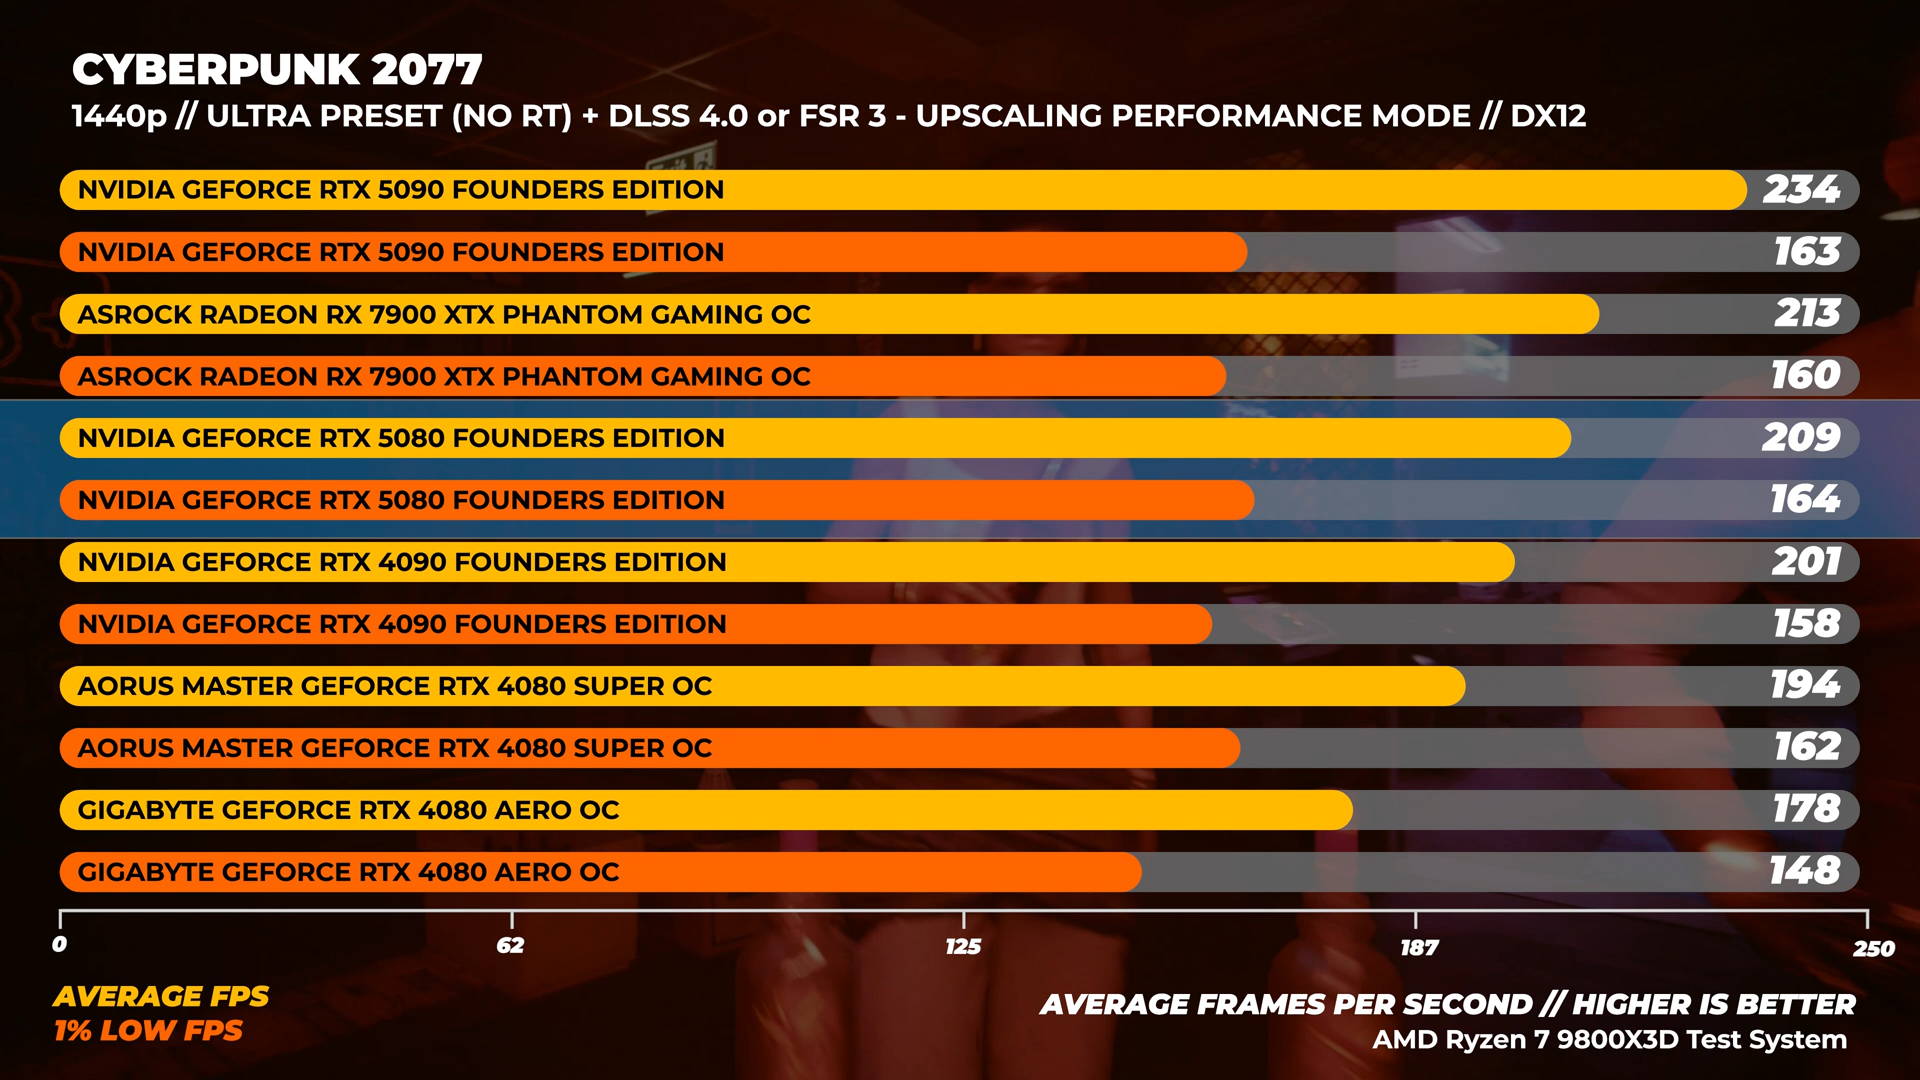 CYBERPUNK 2077
1440p // ULTRA PRESET (NO RT) + DLSS 4.0 or FSR 3 - UPSCALING PERFORMANCE MODE // DX12
Exit
NVIDIA GEFORCE RTX 5090 FOUNDERS EDITION 234
NVIDIA GEFORCE RTX 5090 FOUNDERS EDITION 163
ASROCK RADEON RX 7900 XTX PHANTOM GAMING OC 213
ASROCK RADEON RX 7900 XTX PHANTOM GAMING OC 160
NVIDIA GEFORCE RTX 5080 FOUNDERS EDITION 209
NVIDIA GEFORCE RTX 5080 FOUNDERS EDITION 164
NVIDIA GEFORCE RTX 4090 FOUNDERS EDITION 201
NVIDIA GEFORCE RTX 4090 FOUNDERS EDITION 158
AORUS MASTER GEFORCE RTX 4080 SUPER OC 194
AORUS MASTER GEFORCE RTX 4080 SUPER OC 162
GIGABYTE GEFORCE RTX 4080 AERO OC 178
GIGABYTE GEFORCE RTX 4080 AERO OC 148
0 62 125 187 250
AVERAGE FPS
1% LOW FPS
AVERAGE FRAMES PER SECOND // HIGHER IS BETTER
AMD Ryzen 7 9800X3D Test System